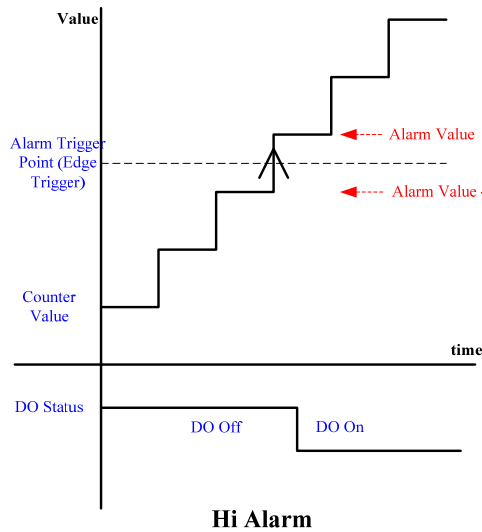 Value
Alarm Trigger
Point (Edge
Trigger)
Alarm Value
Alarm Value -
Counter
Value
time
DO Status
DO Off
DO On
Hi Alarm